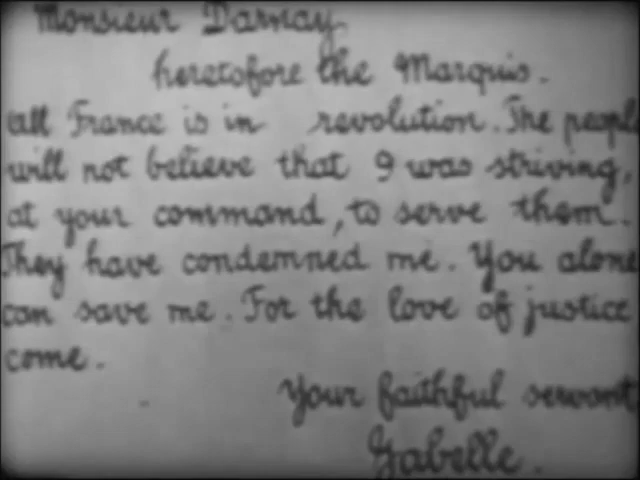 Monsieur Darnay
heretofore the Marquis.
All France is in revolution. The people
will not believe that I was striving,
at your command, to serve them.
They have condemned me. You alone
can save me. For the love of justice
come.
Your faithful servant
Gabelle.